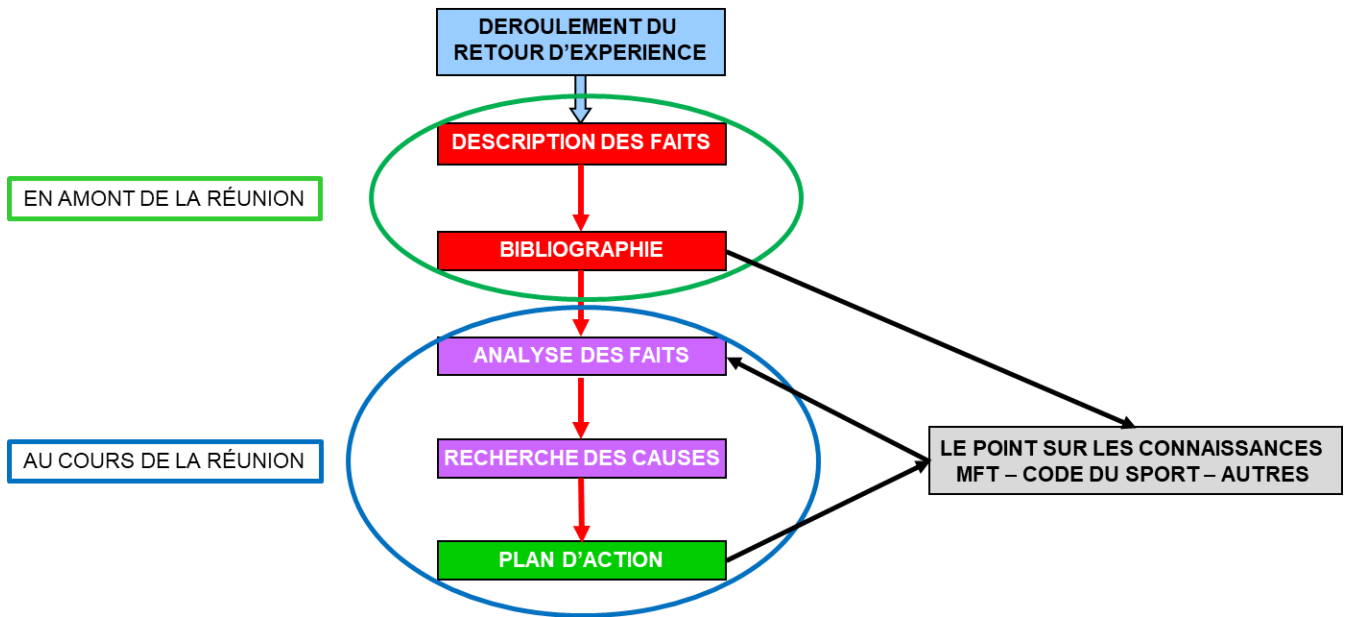 DEROULEMENT DU
RETOUR D'EXPERIENCE
DESCRIPTION DES FAITS
EN AMONT DE LA RÉUNION
BIBLIOGRAPHIE
ANALYSE DES FAITS
AU COURS DE LA RÉUNION
RECHERCHE DES CAUSES
LE POINT SUR LES CONNAISSANCES
MFT – CODE DU SPORT – AUTRES
PLAN D'ACTION